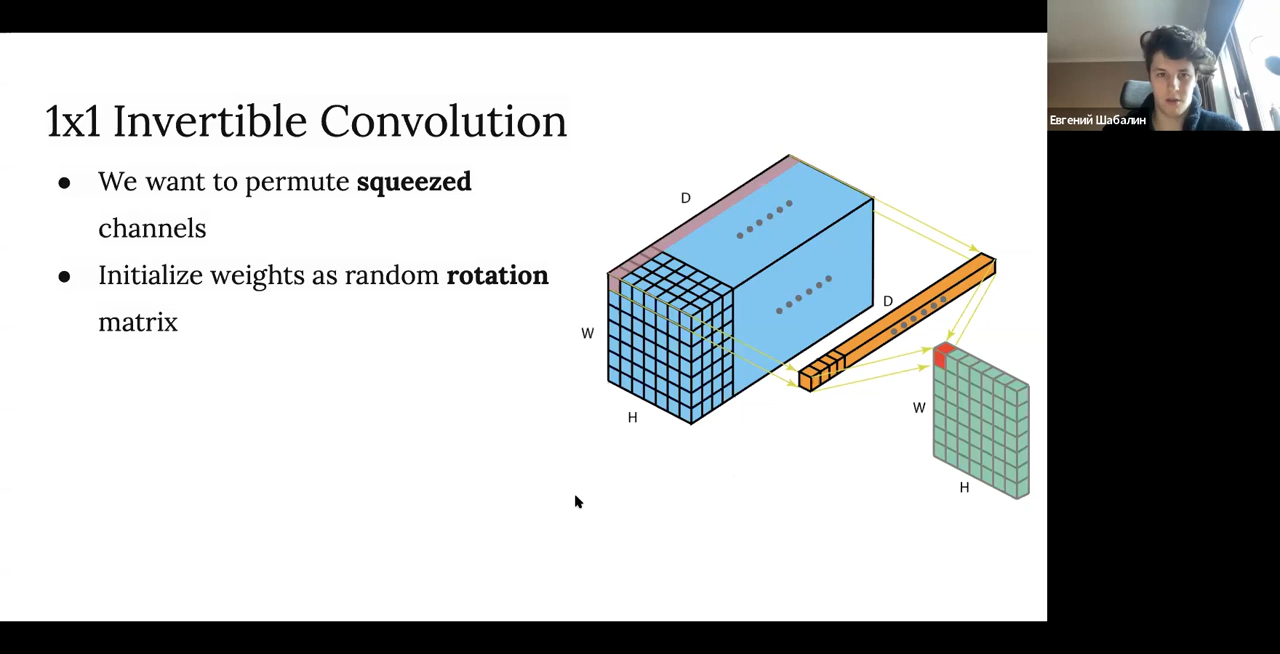 1x1 Invertible Convolution
● We want to permute squeezed
channels
● Initialize weights as random rotation
matrix
D
W
H
D
W
H
Евгений Шабалин